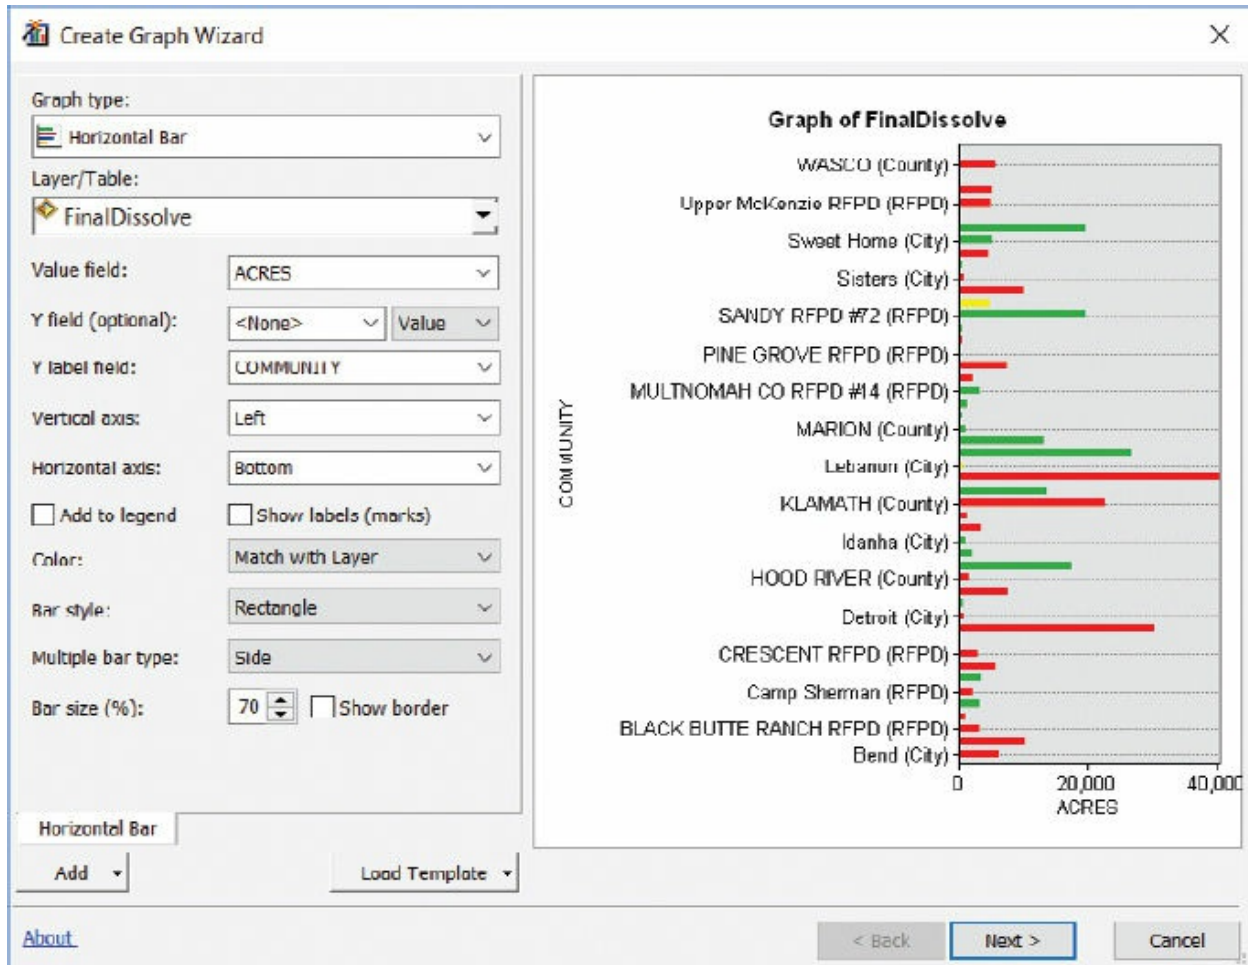 Create Graph Wizard
Graph type:
Horizontal Bar
Layer/Table:
FinalDissolve
Value field:
ACRES
Y field (optional):
<None>
Value
Y label field:
COMMUNITY
Vertical axis:
Left
Horizontal axis:
Bottom
Add to legend
Show labels (marks)
Color:
Match with Layer
Bar style:
Rectangle
Multiple bar type:
Side
Bar size (%):
70
Show border
Horizontal Bar
Add
Load Template
Graph of FinalDissolve
COMMUNITY
WASCO (County)
Upper McKenzie RFPD (RFPD)
Sweet Home (City)
Sisters (City)
SANDY RFPD #72 (RFPD)
PINE GROVE RFPD (RFPD)
MULTNOMAH CO RFPD #14 (RFPD)
MARION (County)
Lebanon (City)
KLAMATH (County)
Idanha (City)
HOOD RIVER (County)
Detroit (City)
CRESCENT RFPD (RFPD)
Camp Sherman (RFPD)
BLACK BUTTE RANCH RFPD (RFPD)
Bend (City)
0 20,000 40,000
ACRES
About
< Back
Next >
Cancel